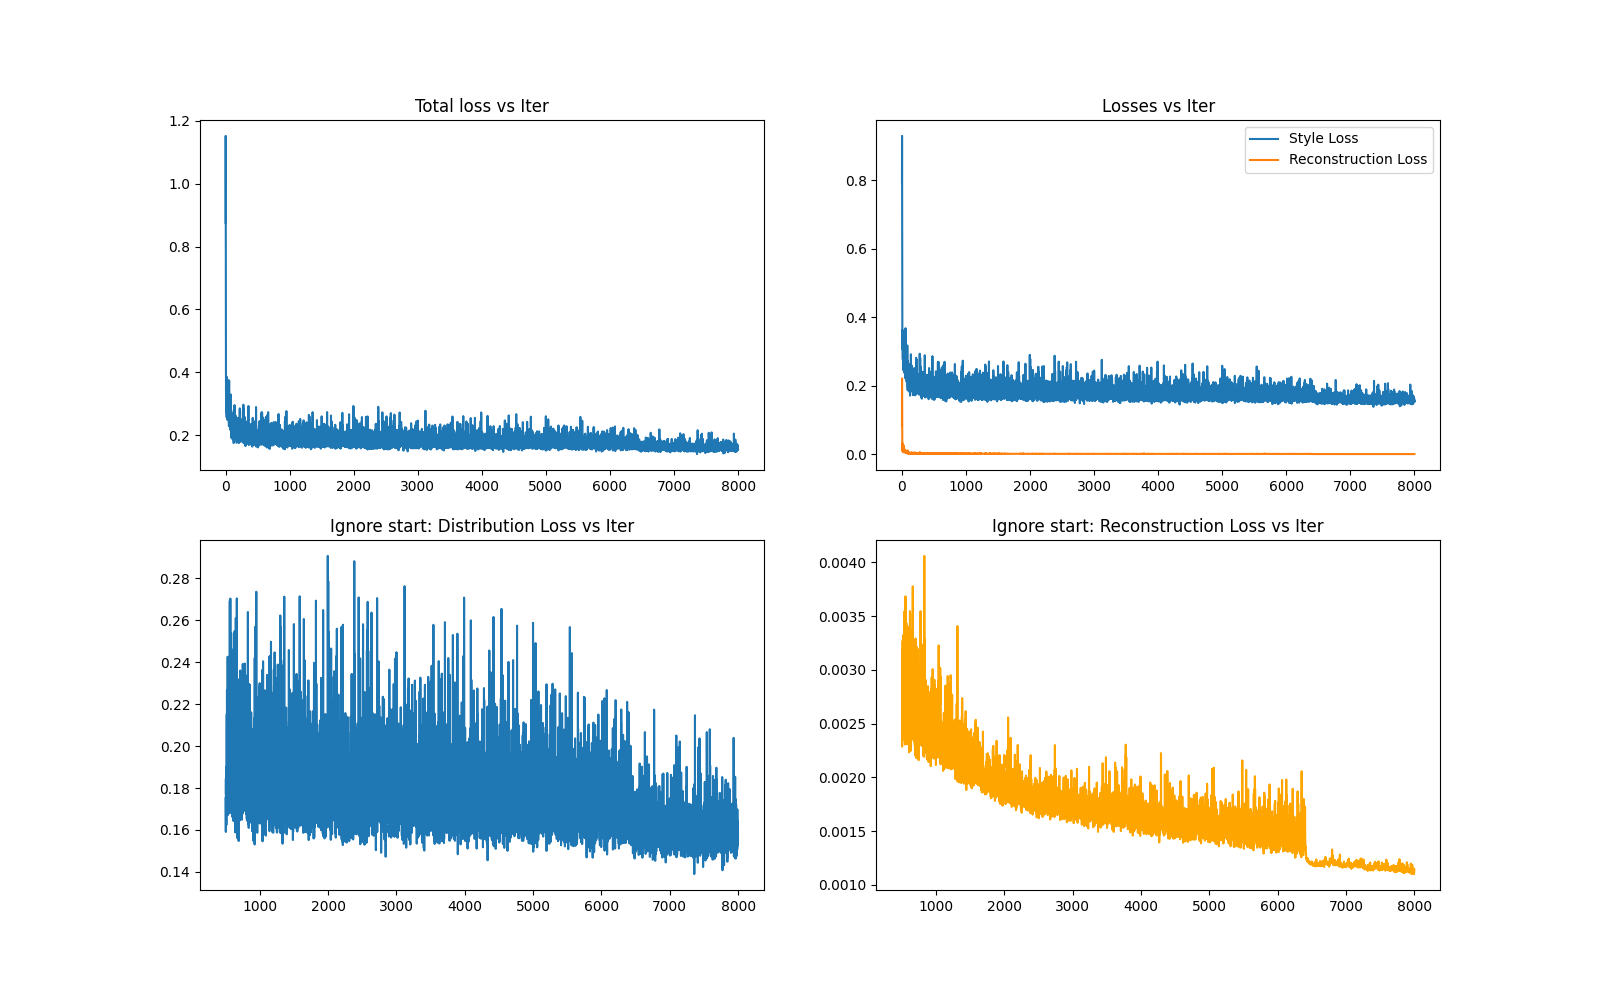 Total loss vs Iter
1.2
1.0
0.8
0.6
0.4
0.2
0 1000 2000 3000 4000 5000 6000 7000 8000
Losses vs Iter
Style Loss
Reconstruction Loss
0.8
0.6
0.4
0.2
0.0
0 1000 2000 3000 4000 5000 6000 7000 8000
Ignore start: Distribution Loss vs Iter
0.28
0.26
0.24
0.22
0.20
0.18
0.16
0.14
1000 2000 3000 4000 5000 6000 7000 8000
Ignore start: Reconstruction Loss vs Iter
0.0040
0.0035
0.0030
0.0025
0.0020
0.0015
0.0010
1000 2000 3000 4000 5000 6000 7000 8000